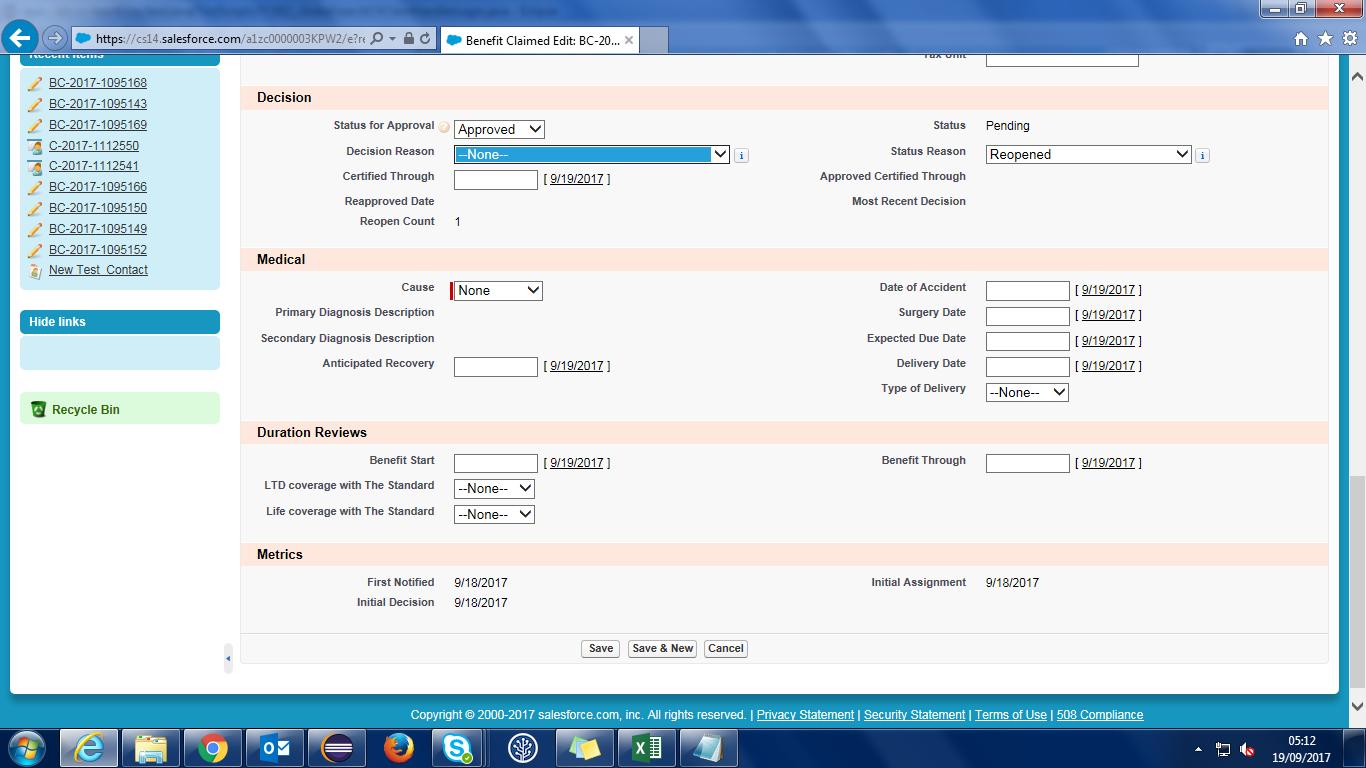 https://cs14.salesforce.com/a1zc0000003KPW2/e?re
Benefit Claimed Edit: BC-20...
Recent Items
BC-2017-1095168
BC-2017-1095143
BC-2017-1095169
C-2017-1112550
C-2017-1112541
BC-2017-1095166
BC-2017-1095150
BC-2017-1095149
BC-2017-1095152
New Test Contact
Hide links
Recycle Bin
Tax Unit
Decision
Status for Approval Approved Status Pending
Decision Reason --None-- Status Reason Reopened
Certified Through [ 9/19/2017 ] Approved Certified Through
Reapproved Date Most Recent Decision
Reopen Count 1
Medical
Cause None Date of Accident [ 9/19/2017 ]
Primary Diagnosis Description Surgery Date [ 9/19/2017 ]
Secondary Diagnosis Description Expected Due Date [ 9/19/2017 ]
Anticipated Recovery [ 9/19/2017 ] Delivery Date [ 9/19/2017 ]
Type of Delivery --None--
Duration Reviews
Benefit Start [ 9/19/2017 ] Benefit Through [ 9/19/2017 ]
LTD coverage with The Standard --None--
Life coverage with The Standard --None--
Metrics
First Notified 9/18/2017 Initial Assignment 9/18/2017
Initial Decision 9/18/2017
Save Save & New Cancel
Copyright © 2000-2017 salesforce.com, inc. All rights reserved. | Privacy Statement | Security Statement | Terms of Use | 508 Compliance
05:12
19/09/2017